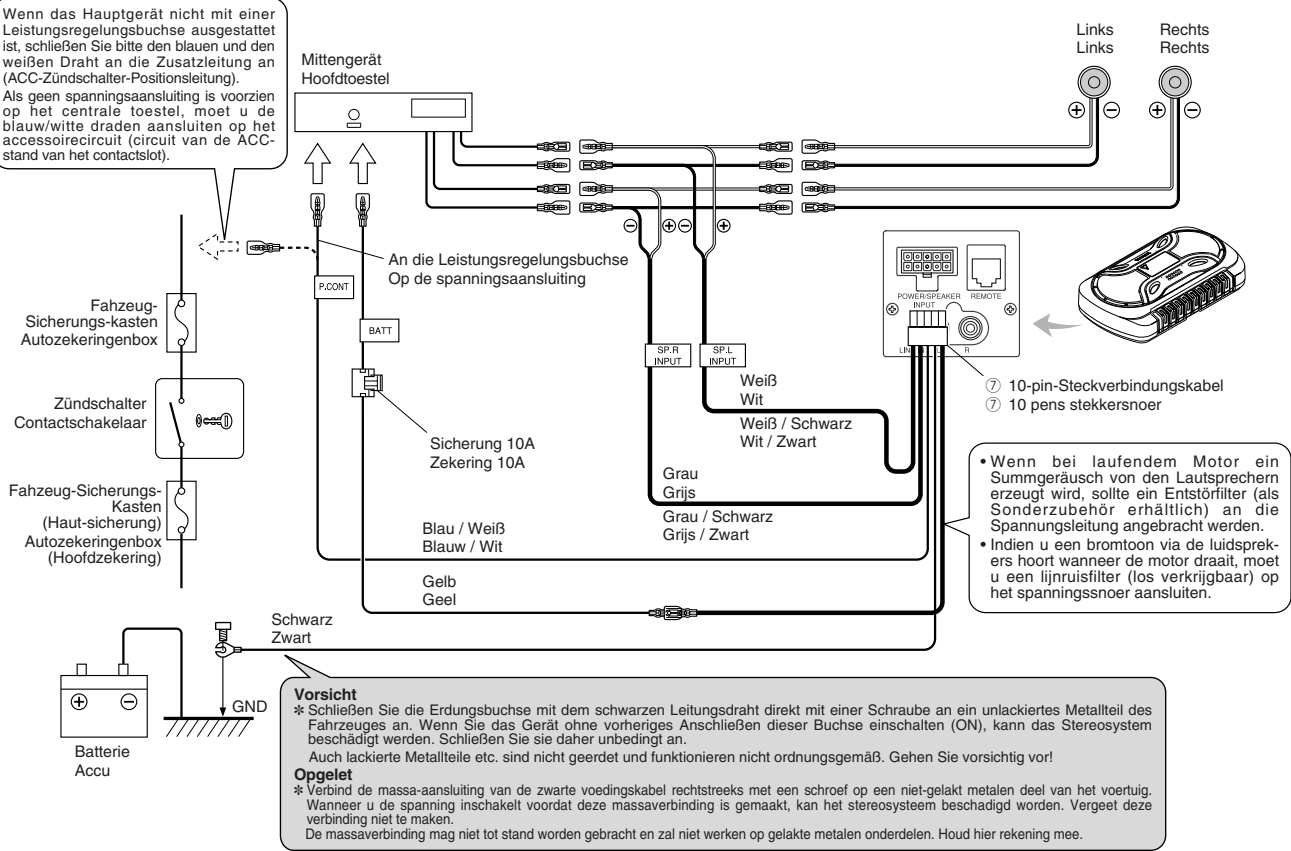 Wenn das Hauptgerät nicht mit einer
Leistungsregelungsbuchse ausgestattet
ist, schließen Sie bitte den blauen und den
weißen Draht an die Zusatzleitung an
(ACC-Zündschalter-Positionsleitung).
Als geen spanningsaansluiting is voorzien
op het centrale toestel, moet u de
blauw/witte draden aansluiten op het
accessoirecircuit (circuit van de ACC-
stand van het contactslot).
Mittengerät
Hoofdtoestel
Links
Links
Rechts
Rechts
⊕ ⊖
⊕ ⊖
⊖ ⊕ ⊖ ⊕
An die Leistungsregelungsbuchse
Op de spanningsaansluiting
P.CONT
BATT
Fahrzeug-
Sicherungs-kasten
Autozekeringenbox
Zündschalter
Contactschakelaar
Fahrzeug-Sicherungs-
Kasten
(Haut-sicherung)
Autozekeringenbox
(Hoofdzekering)
Sicherung 10A
Zekering 10A
SP.R
INPUT
SP.L
INPUT
POWER/SPEAKER
INPUT
REMOTE
LIN
R
⑦ 10-pin-Steckverbindungskabel
⑦ 10 pens stekkersnoer
Weiß
Wit
Weiß / Schwarz
Wit / Zwart
Grau
Grijs
Grau / Schwarz
Grijs / Zwart
Blau / Weiß
Blauw / Wit
Gelb
Geel
• Wenn bei laufendem Motor ein
Summgeräusch von den Lautsprechern
erzeugt wird, sollte ein Entstörfilter (als
Sonderzubehör erhältlich) an die
Spannungsleitung angebracht werden.
• Indien u een bromtoon via de luidsprek-
ers hoort wanneer de motor draait, moet
u een lijnruisfilter (los verkrijgbaar) op
het spanningssnoer aansluiten.
Schwarz
Zwart
GND
⊕ ⊖
Batterie
Accu
Vorsicht
✽ Schließen Sie die Erdungsbuchse mit dem schwarzen Leitungsdraht direkt mit einer Schraube an ein unlackiertes Metallteil des
Fahrzeuges an. Wenn Sie das Gerät ohne vorheriges Anschließen dieser Buchse einschalten (ON), kann das Stereosystem
beschädigt werden. Schließen Sie sie daher unbedingt an.
Auch lackierte Metallteile etc. sind nicht geerdet und funktionieren nicht ordnungsgemäß. Gehen Sie vorsichtig vor!
Opgelet
✽ Verbind de massa-aansluiting van de zwarte voedingskabel rechtstreeks met een schroef op een niet-gelakt metalen deel van het voertuig.
Wanneer u de spanning inschakelt voordat deze massaverbinding is gemaakt, kan het stereosysteem beschadigd worden. Vergeet deze
verbinding niet te maken.
De massaverbinding mag niet tot stand worden gebracht en zal niet werken op gelakte metalen onderdelen. Houd hier rekening mee.